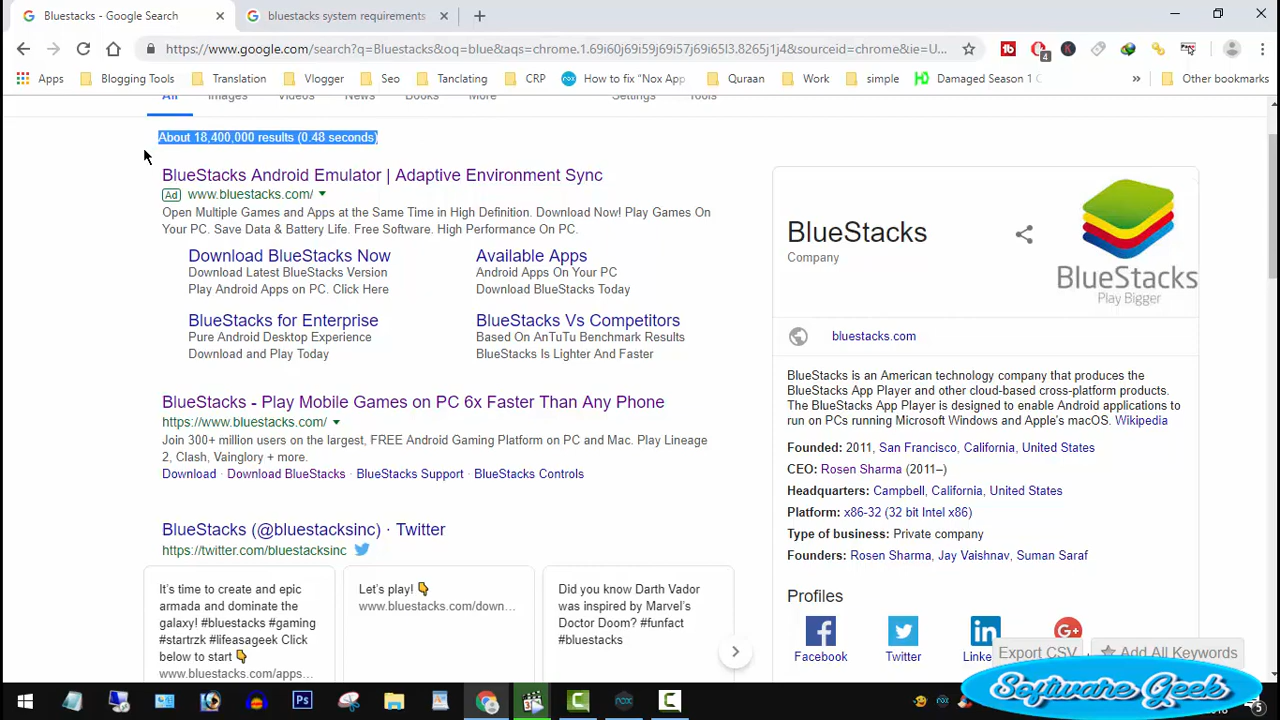 Bluestacks - Google Search
bluestacks system requirements
https://www.google.com/search?q=Bluestacks&oq=blue&aqs=chrome.1.69i60j69i59j69i57j69i65l3.8265j1j4&sourceid=chrome&ie=U...
4
Apps
Blogging Tools
Translation
Vlogger
Seo
Tanclating
CRP
How to fix "Nox App
Quraan
Work
simple
Damaged Season 1
»
Other bookmarks
All
Images
Videos
News
Books
More
Settings
Tools
About 18,400,000 results (0.48 seconds)
BlueStacks Android Emulator | Adaptive Environment Sync
Ad www.bluestacks.com/
Open Multiple Games and Apps at the Same Time in High Definition. Download Now! Play Games On
Your PC. Save Data & Battery Life. Free Software. High Performance On PC.
Download BlueStacks Now
Download Latest BlueStacks Version
Play Android Apps on PC. Click Here
Available Apps
Android Apps On Your PC
Download BlueStacks Today
BlueStacks for Enterprise
Pure Android Desktop Experience
Download and Play Today
BlueStacks Vs Competitors
Based On AnTuTu Benchmark Results
BlueStacks Is Lighter And Faster
BlueStacks - Play Mobile Games on PC 6x Faster Than Any Phone
https://www.bluestacks.com/
Join 300+ million users on the largest, FREE Android Gaming Platform on PC and Mac. Play Lineage
2, Clash, Vainglory + more.
Download · Download BlueStacks · BlueStacks Support · BlueStacks Controls
BlueStacks (@bluestacksinc) · Twitter
https://twitter.com/bluestacksinc
It's time to create and epic
armada and dominate the
galaxy! #bluestacks #gaming
#startrzk #lifeasageek Click
below to start 👇
www.bluestacks.com/apps...
Let's play! 👇
www.bluestacks.com/down...
Did you know Darth Vador
was inspired by Marvel's
Doctor Doom? #funfact
#bluestacks
BlueStacks
Company
BlueStacks
Play Bigger
bluestacks.com
BlueStacks is an American technology company that produces the
BlueStacks App Player and other cloud-based cross-platform products.
The BlueStacks App Player is designed to enable Android applications to
run on PCs running Microsoft Windows and Apple's macOS. Wikipedia
Founded: 2011, San Francisco, California, United States
CEO: Rosen Sharma (2011–)
Headquarters: Campbell, California, United States
Platform: x86-32 (32 bit Intel x86)
Type of business: Private company
Founders: Rosen Sharma, Jay Vaishnav, Suman Saraf
Profiles
Facebook
Twitter
Linke
G+
Export CSV
Add All Keywords
Ps
Software Geek
5